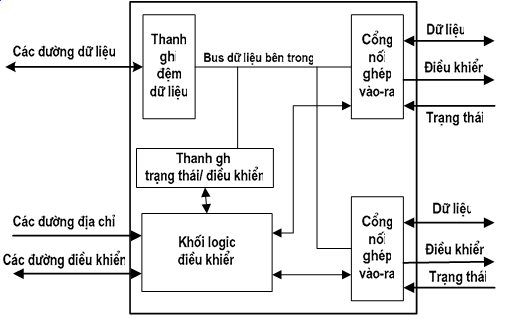 Các đường dữ liệu
Thanh
ghi
đệm
dữ liệu
Bus dữ liệu bên trong
Cổng
nối
ghép
vào-ra
Dữ liệu
Điều khiển
Trạng thái
Thanh gh
trạng thái/ điều khiển
Các đường địa chỉ
Các đường điều khiển
Khối logic
điều khiển
Cổng
nối
ghép
vào-ra
Dữ liệu
Điều khiển
Trạng thái